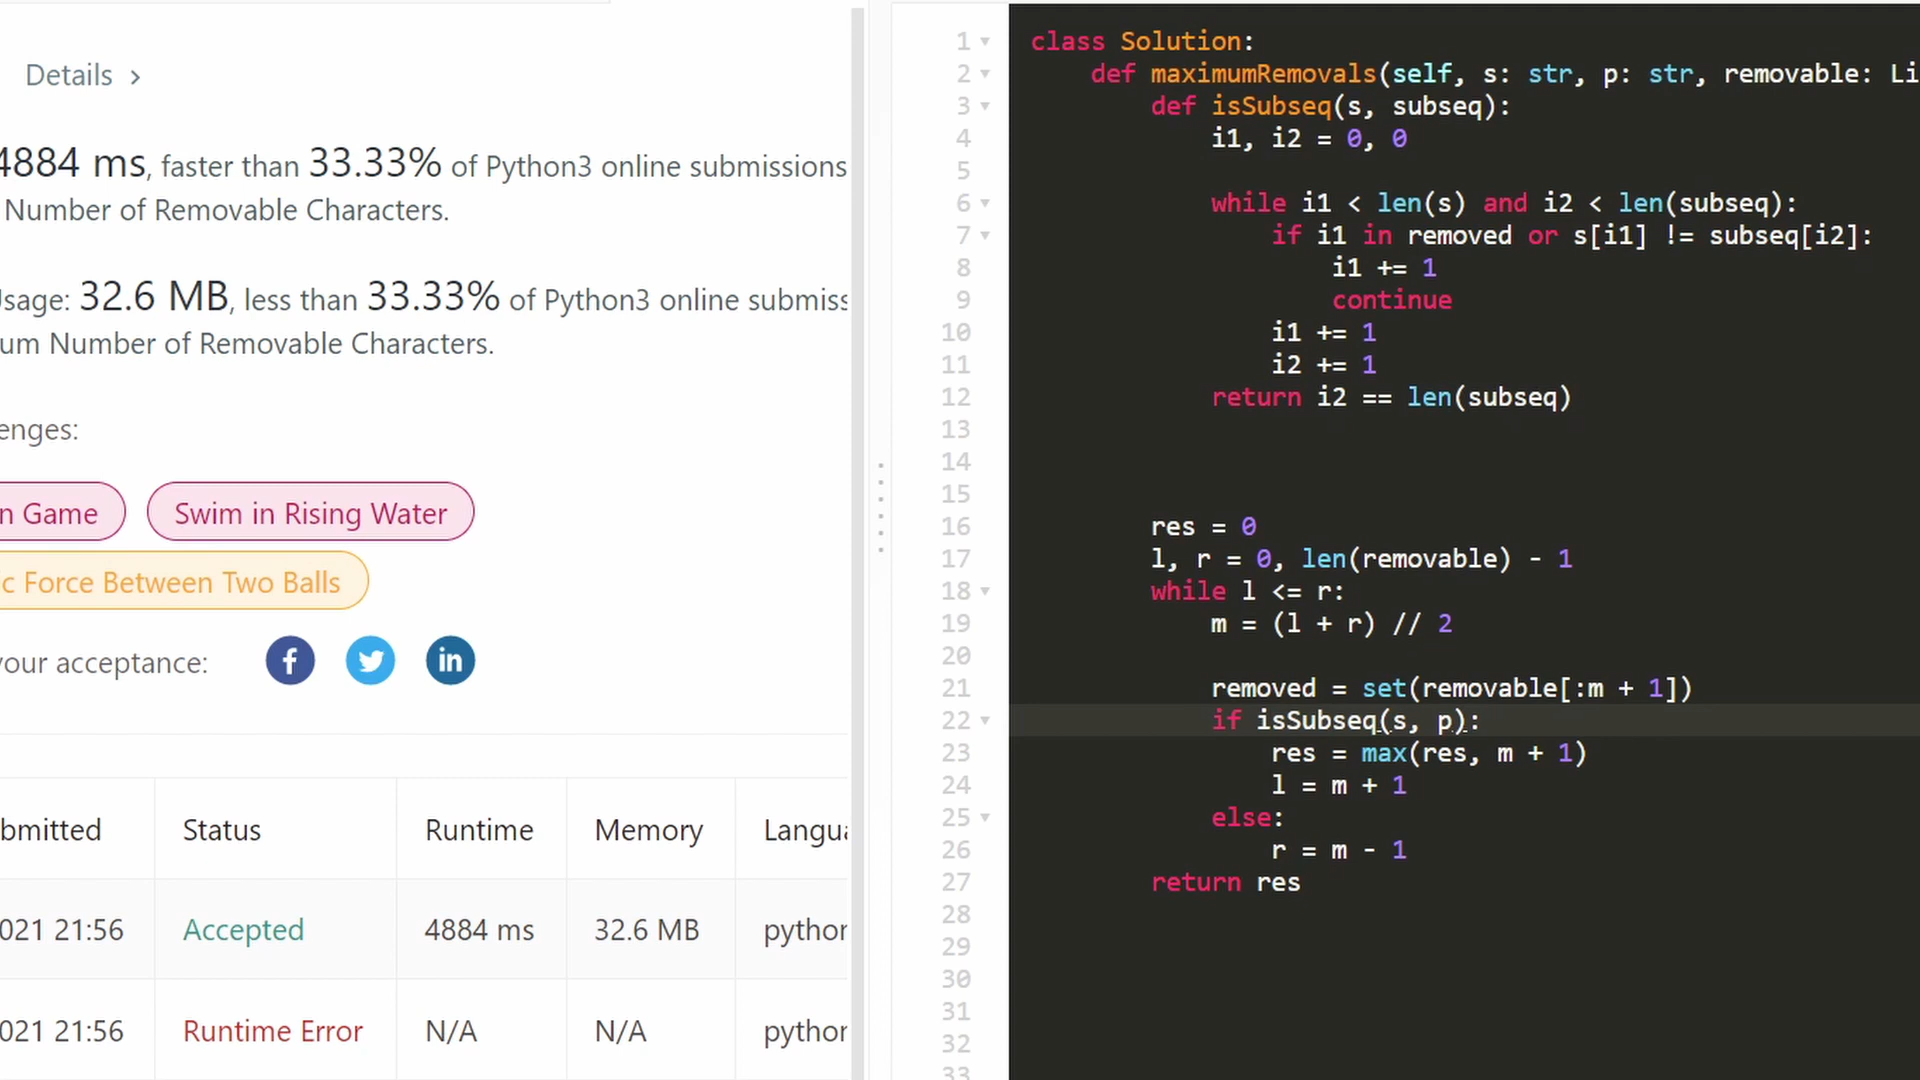 Details >
4884 ms, faster than 33.33% of Python3 online submissions
Number of Removable Characters.
Usage: 32.6 MB, less than 33.33% of Python3 online submiss
um Number of Removable Characters.
enges:
n Game
Swim in Rising Water
c Force Between Two Balls
your acceptance:
bmitted Status Runtime Memory Langua
021 21:56 Accepted 4884 ms 32.6 MB python
021 21:56 Runtime Error N/A N/A python
1 class Solution:
2 def maximumRemovals(self, s: str, p: str, removable: Li
3 def isSubseq(s, subseq):
4 i1, i2 = 0, 0
5
6 while i1 < len(s) and i2 < len(subseq):
7 if i1 in removed or s[i1] != subseq[i2]:
8 i1 += 1
9 continue
10 i1 += 1
11 i2 += 1
12 return i2 == len(subseq)
13
14
15
16 res = 0
17 l, r = 0, len(removable) - 1
18 while l <= r:
19 m = (l + r) // 2
20
21 removed = set(removable[:m + 1])
22 if isSubseq(s, p):
23 res = max(res, m + 1)
24 l = m + 1
25 else:
26 r = m - 1
27 return res
28
29
30
31
32
33